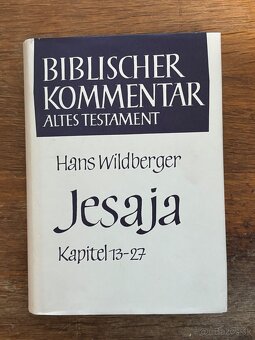 BIBLISCHER
KOMMENTAR
ALTES TESTAMENT
Hans Wildberger
Jesaja
Kapitel 13-27